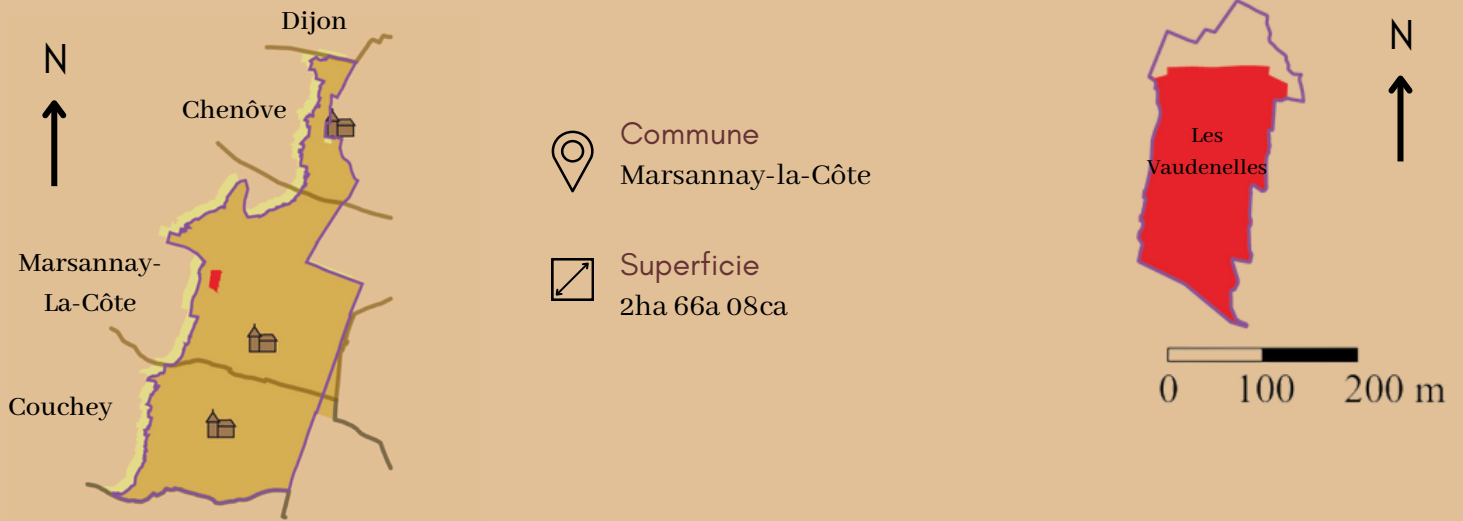 Dijon
N
Chenôve
Marsannay-
La-Côte
Couchey
Commune
Marsannay-la-Côte
Superficie
2ha 66a 08ca
N
Les
Vaudenelles
0 100 200 m